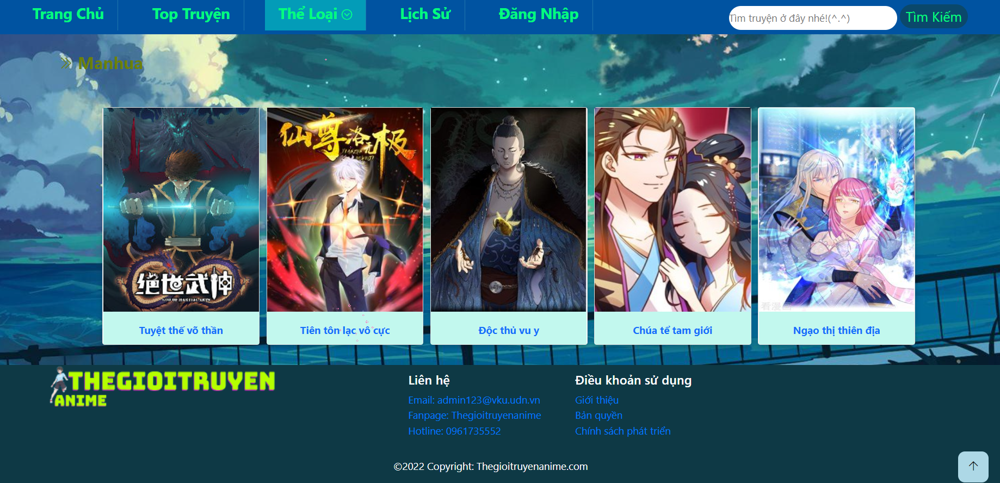 Trang Chủ
Top Truyện
Thể Loại
Lịch Sử
Đăng Nhập
Tìm truyện ở đây nhé!(^.^)
Tìm Kiếm
Manhua
仙尊洛无极
绝世武神
GOD OF MARTIAL ARTS
看漫画
Tuyệt thế võ thần
Tiên tôn lạc vô cực
Độc thủ vu y
Chúa tể tam giới
Ngạo thị thiên địa
THEGIOITRUYEN
ANIME
Liên hệ
Email: admin123@vku.udn.vn
Fanpage: Thegioitruyenanime
Hotline: 0961735552
Điều khoản sử dụng
Giới thiệu
Bản quyền
Chính sách phát triển
©2022 Copyright: Thegioitruyenanime.com